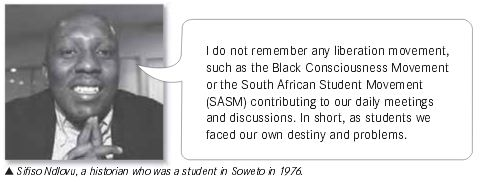 I do not remember any liberation movement,
such as the Black Consciousness Movement
or the South African Student Movement
(SASM) contributing to our daily meetings
and discussions. In short, as students we
faced our own destiny and problems.
▲ Sifiso Ndlovu, a historian who was a student in Soweto in 1976.